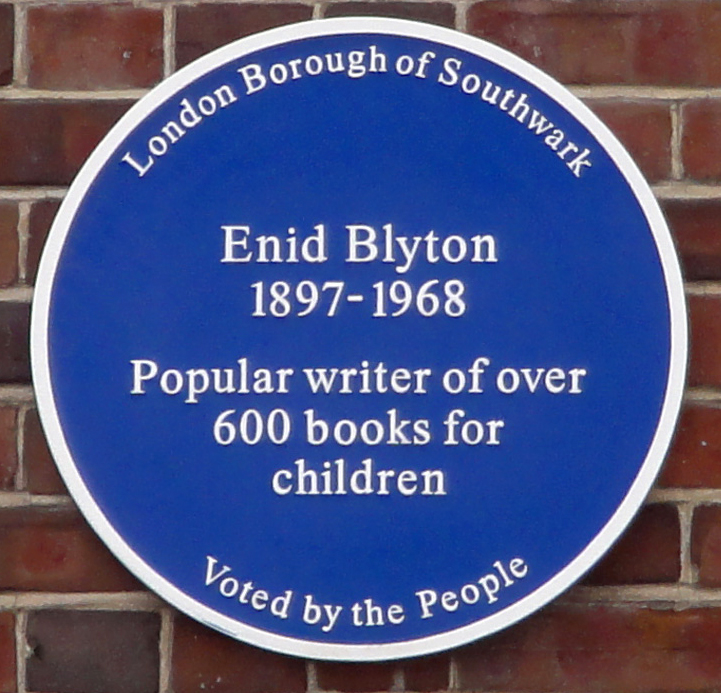 London Borough of Southwark
Enid Blyton
1897-1968
Popular writer of over
600 books for
children
Voted by the People